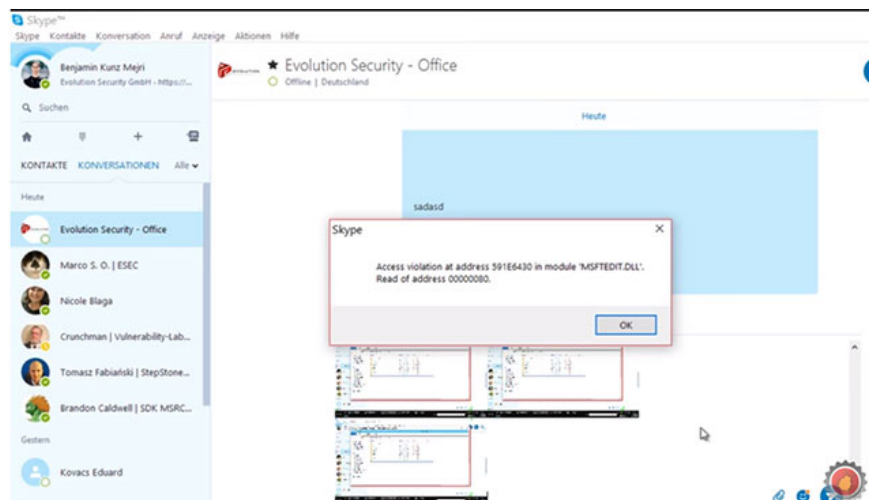 Skype™
Skype Kontakte Konversation Anruf Anzeige Aktionen Hilfe
Benjamin Kunz Mejri
Evolution Security GmbH - https://...
Suchen
KONTAKTE KONVERSATIONEN Alle
Heute
Evolution Security - Office
Marco S. O. | ESEC
Nicole Blaga
Crunchman | Vulnerability-Lab...
Tomasz Fabiański | StepStone...
Brandon Caldwell | SDK MSRC...
Gestern
Kovacs Eduard
Evolution Security - Office
Offline | Deutschland
Heute
sadasd
Skype
Access violation at address 591E6430 in module 'MSFTEDIT.DLL'.
Read of address 00000080.
OK